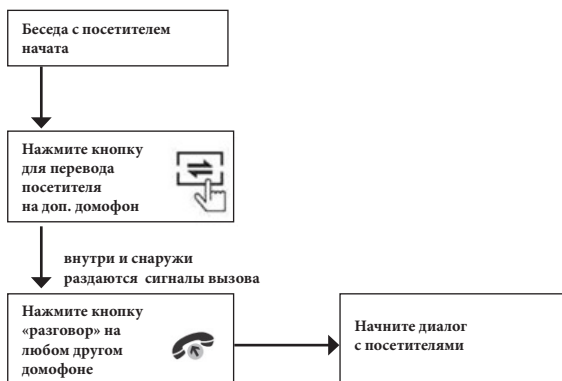 Беседа с посетителем
начата
Нажмите кнопку
для перевода
посетителя
на доп. домофон
внутри и снаружи
раздаются сигналы вызова
Нажмите кнопку
«разговор» на
любом другом
домофоне
Начните диалог
с посетителями